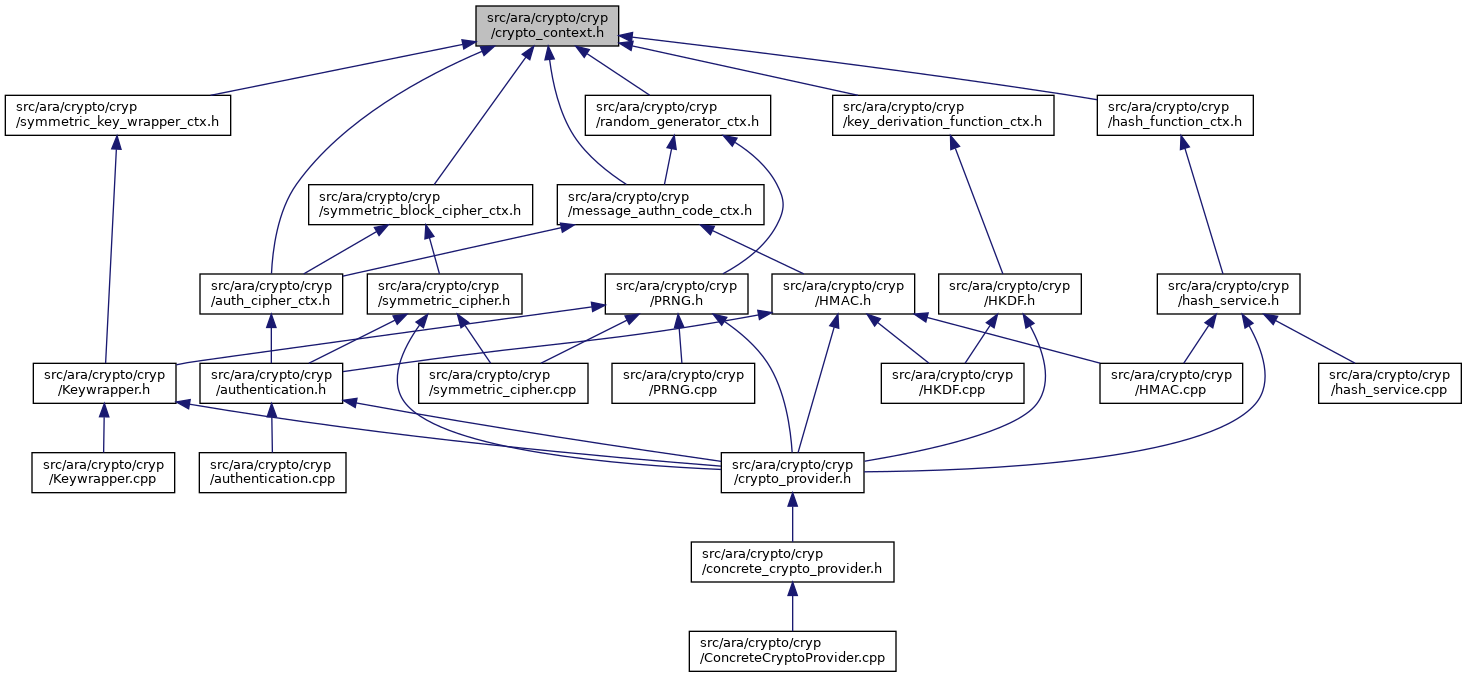 src/ara/crypto/cryp
/crypto_context.h
src/ara/crypto/cryp
/symmetric_key_wrapper_ctx.h
src/ara/crypto/cryp
/random_generator_ctx.h
src/ara/crypto/cryp
/key_derivation_function_ctx.h
src/ara/crypto/cryp
/hash_function_ctx.h
src/ara/crypto/cryp
/symmetric_block_cipher_ctx.h
src/ara/crypto/cryp
/message_authn_code_ctx.h
src/ara/crypto/cryp
/auth_cipher_ctx.h
src/ara/crypto/cryp
/symmetric_cipher.h
src/ara/crypto/cryp
/PRNG.h
src/ara/crypto/cryp
/HMAC.h
src/ara/crypto/cryp
/HKDF.h
src/ara/crypto/cryp
/hash_service.h
src/ara/crypto/cryp
/Keywrapper.h
src/ara/crypto/cryp
/authentication.h
src/ara/crypto/cryp
/symmetric_cipher.cpp
src/ara/crypto/cryp
/PRNG.cpp
src/ara/crypto/cryp
/HKDF.cpp
src/ara/crypto/cryp
/HMAC.cpp
src/ara/crypto/cryp
/hash_service.cpp
src/ara/crypto/cryp
/Keywrapper.cpp
src/ara/crypto/cryp
/authentication.cpp
src/ara/crypto/cryp
/crypto_provider.h
src/ara/crypto/cryp
/concrete_crypto_provider.h
src/ara/crypto/cryp
/ConcreteCryptoProvider.cpp